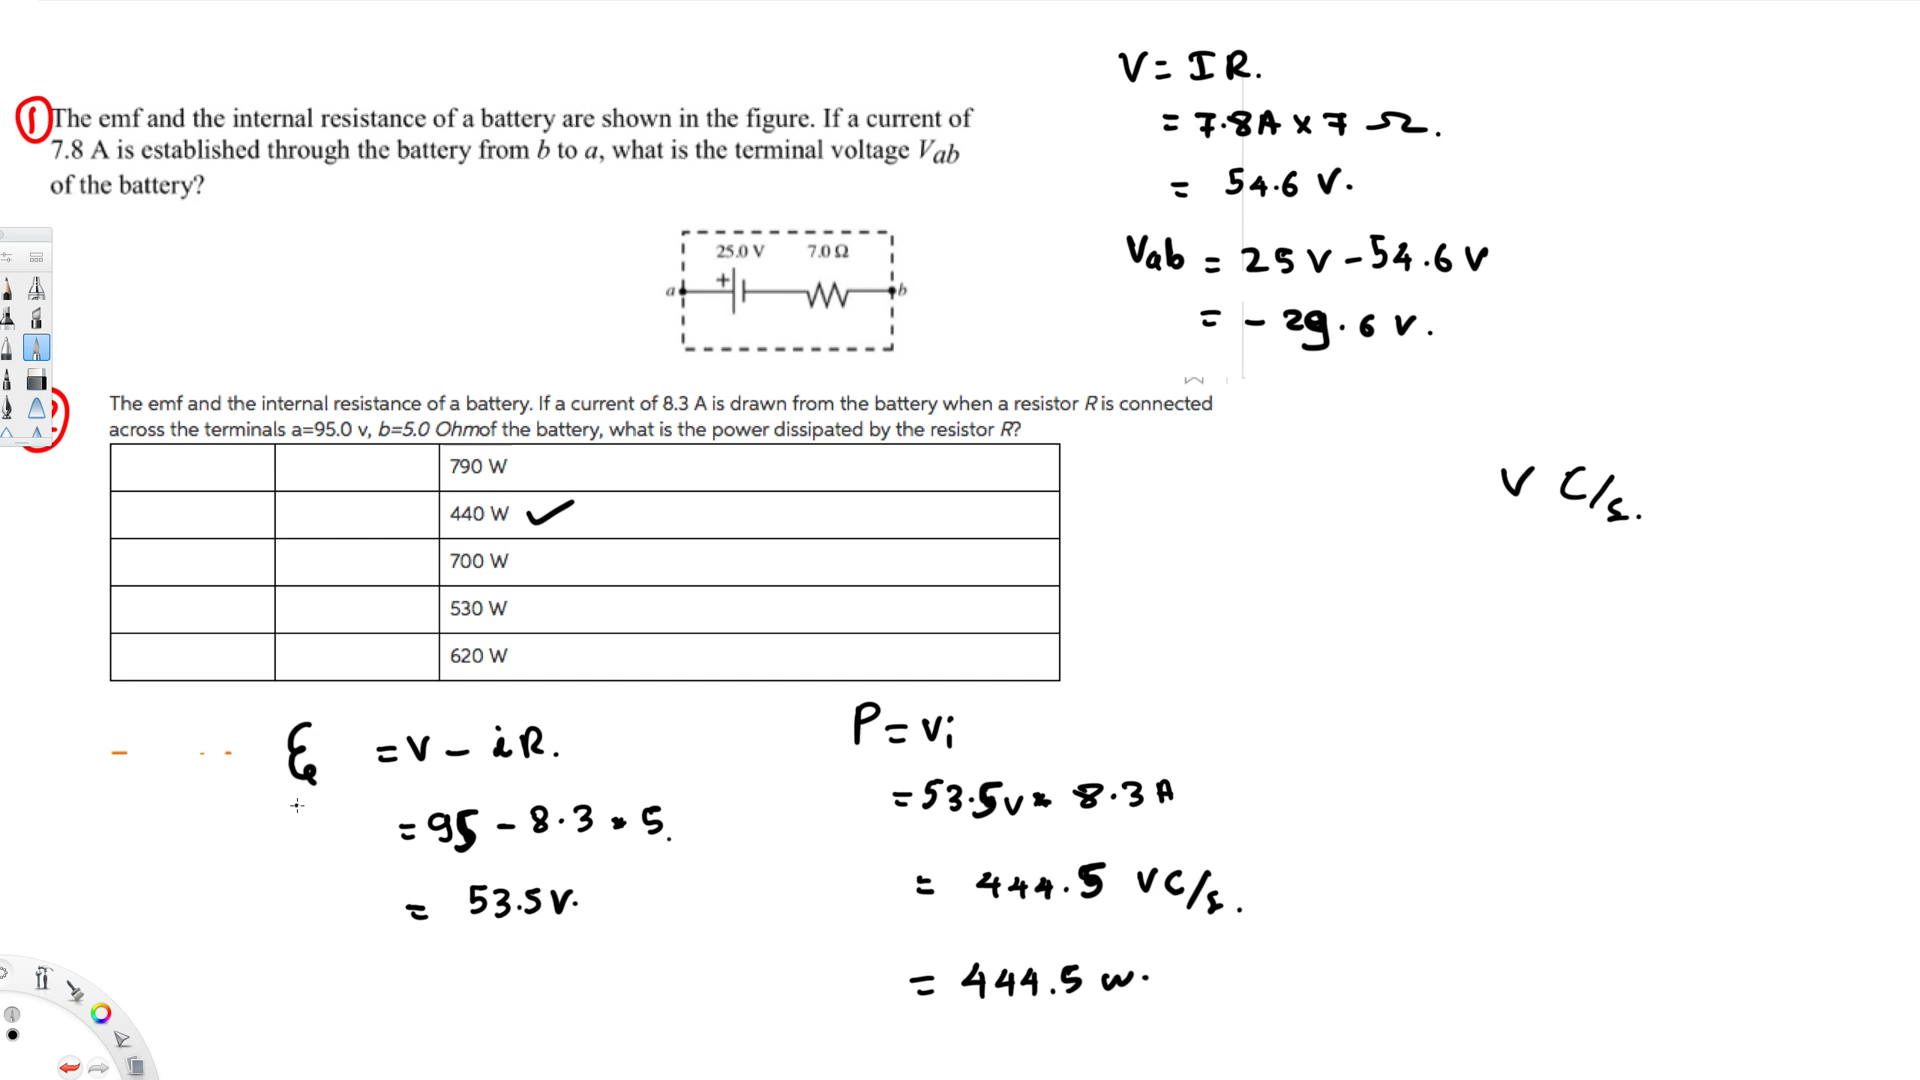 ① The emf and the internal resistance of a battery are shown in the figure. If a current of
7.8 A is established through the battery from b to a, what is the terminal voltage Vab
of the battery?
25.0 V 7.0 Ω
a + b
V = IR.
= 7.8A × 7 Ω.
= 54.6 V.
Vab = 25 V - 54.6 V
= - 29.6 V.
The emf and the internal resistance of a battery. If a current of 8.3 A is drawn from the battery when a resistor R is connected
across the terminals a=95.0 v, b=5.0 Ohmof the battery, what is the power dissipated by the resistor R?
790 W
440 W ✓
700 W
530 W
620 W
V C/s.
ε = V - iR.
= 95 - 8.3 * 5.
= 53.5 V.
P = Vi
= 53.5V * 8.3 A
= 444.5 VC/s.
= 444.5 W.